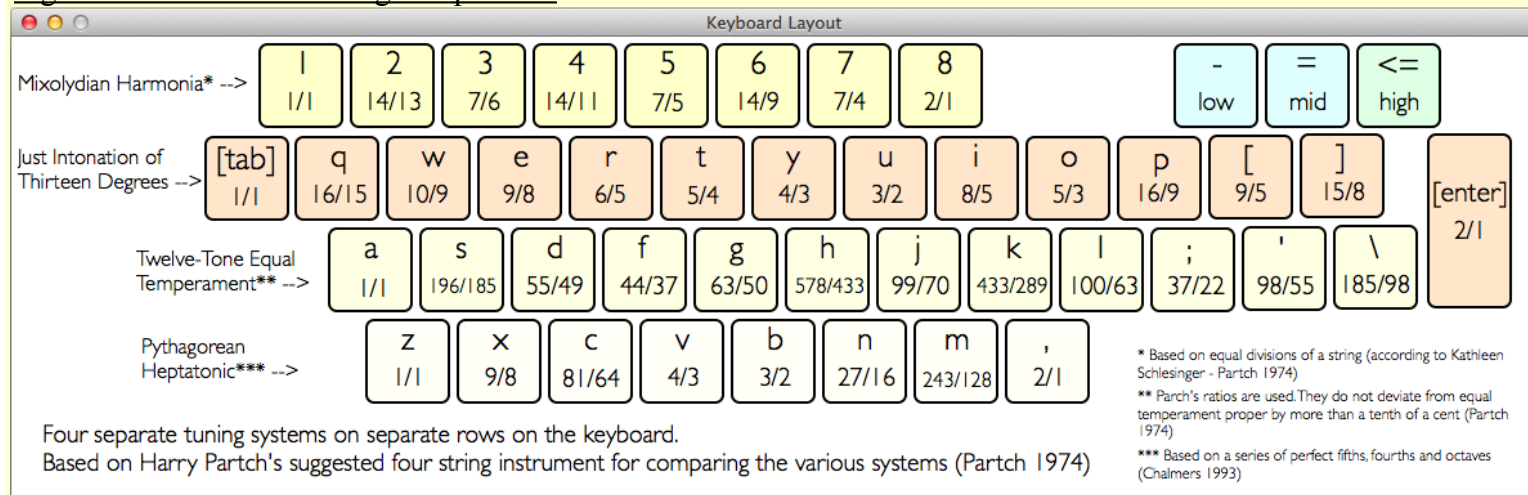 Keyboard Layout
Mixolydian Harmonia* -->
1 2 3 4 5 6 7 8 - = <=
1/1 14/13 7/6 14/11 7/5 14/9 7/4 2/1 low mid high
Just Intonation of
Thirteen Degrees -->
[tab] q w e r t y u i o p [ ] [enter]
1/1 16/15 10/9 9/8 6/5 5/4 4/3 3/2 8/5 5/3 16/9 9/5 15/8 2/1
Twelve-Tone Equal
Temperament** -->
a s d f g h j k l ; ' \
1/1 196/185 55/49 44/37 63/50 578/433 99/70 433/289 100/63 37/22 98/55 185/98
Pythagorean
Heptatonic*** -->
z x c v b n m ,
1/1 9/8 81/64 4/3 3/2 27/16 243/128 2/1
* Based on equal divisions of a string (according to Kathleen
Schlesinger - Partch 1974)
** Parch's ratios are used. They do not deviate from equal
temperament proper by more than a tenth of a cent (Partch
1974)
*** Based on a series of perfect fifths, fourths and octaves
(Chalmers 1993)
Four separate tuning systems on separate rows on the keyboard.
Based on Harry Partch's suggested four string instrument for comparing the various systems (Partch 1974)